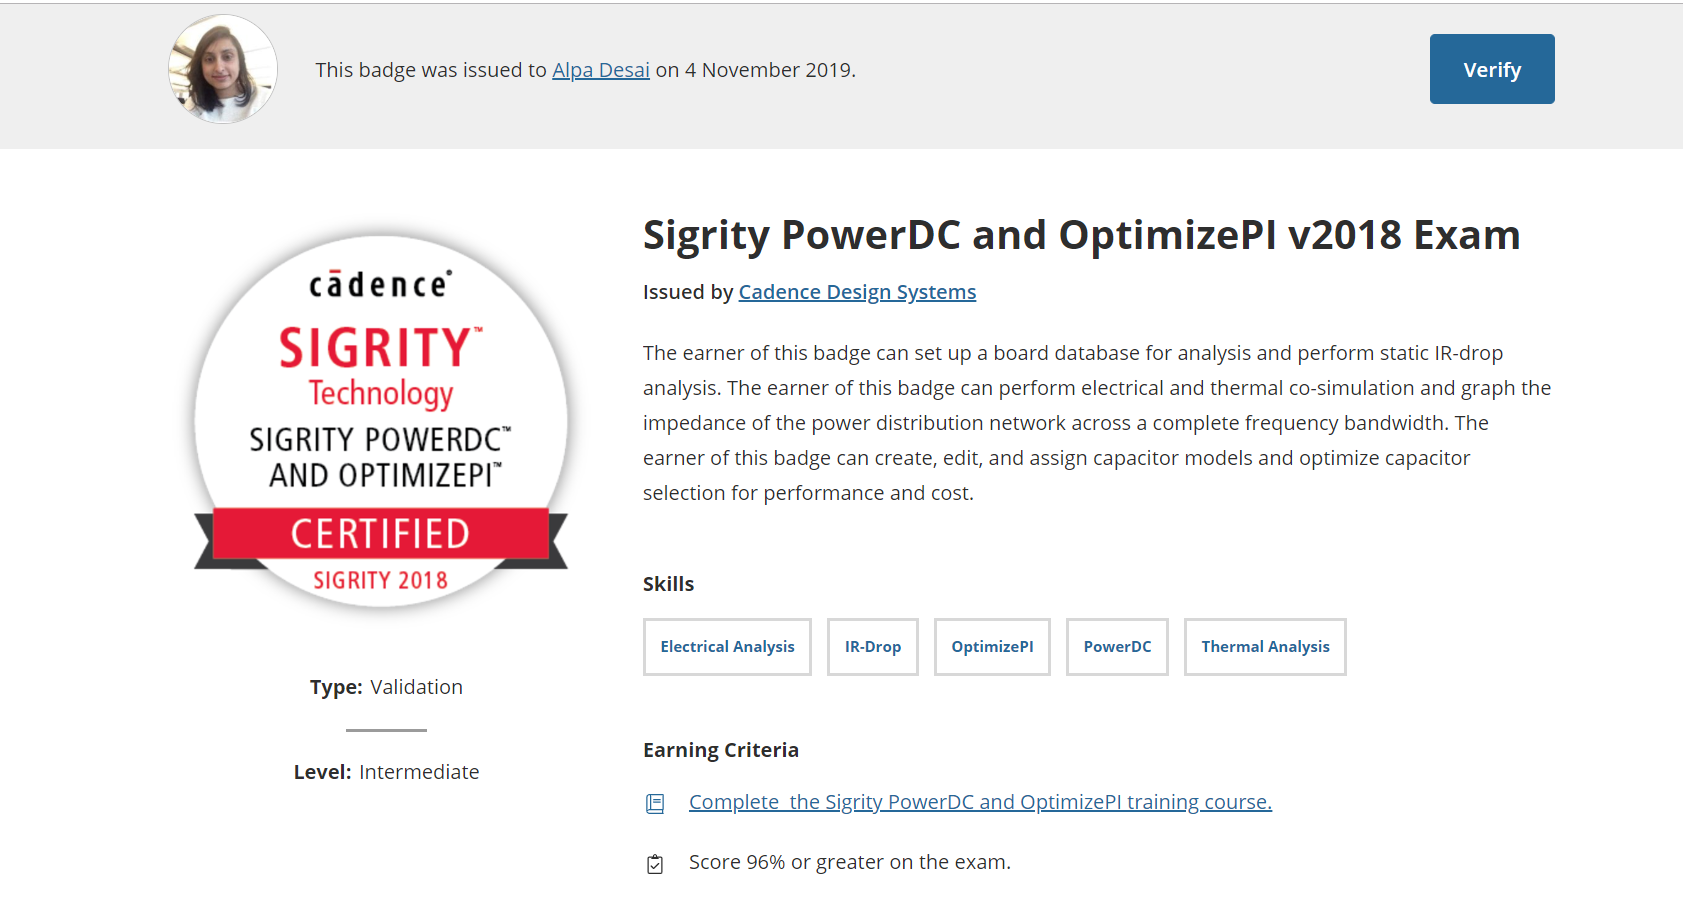 This badge was issued to Alpa Desai on 4 November 2019.
Verify
cādence®
SIGRITY™
Technology
SIGRITY POWERDC™
AND OPTIMIZEPI™
CERTIFIED
SIGRITY 2018
Type: Validation
Level: Intermediate
Sigrity PowerDC and OptimizePI v2018 Exam
Issued by Cadence Design Systems
The earner of this badge can set up a board database for analysis and perform static IR-drop
analysis. The earner of this badge can perform electrical and thermal co-simulation and graph the
impedance of the power distribution network across a complete frequency bandwidth. The
earner of this badge can create, edit, and assign capacitor models and optimize capacitor
selection for performance and cost.
Skills
Electrical Analysis IR-Drop OptimizePI PowerDC Thermal Analysis
Earning Criteria
Complete  the Sigrity PowerDC and OptimizePI training course.
Score 96% or greater on the exam.